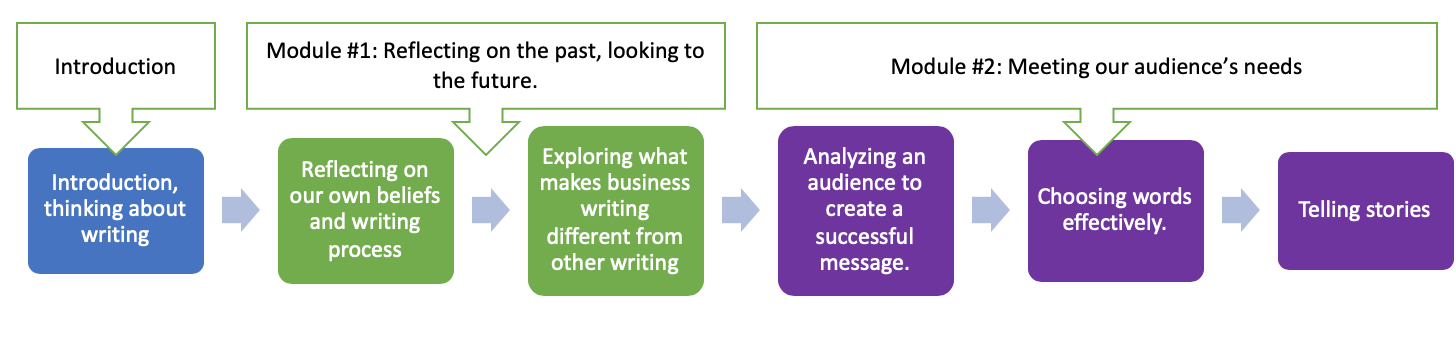 Introduction
Module #1: Reflecting on the past, looking to
the future.
Module #2: Meeting our audience’s needs
Introduction,
thinking about
writing
Reflecting on
our own beliefs
and writing
process
Exploring what
makes business
writing
different from
other writing
Analyzing an
audience to
create a
successful
message.
Choosing words
effectively.
Telling stories